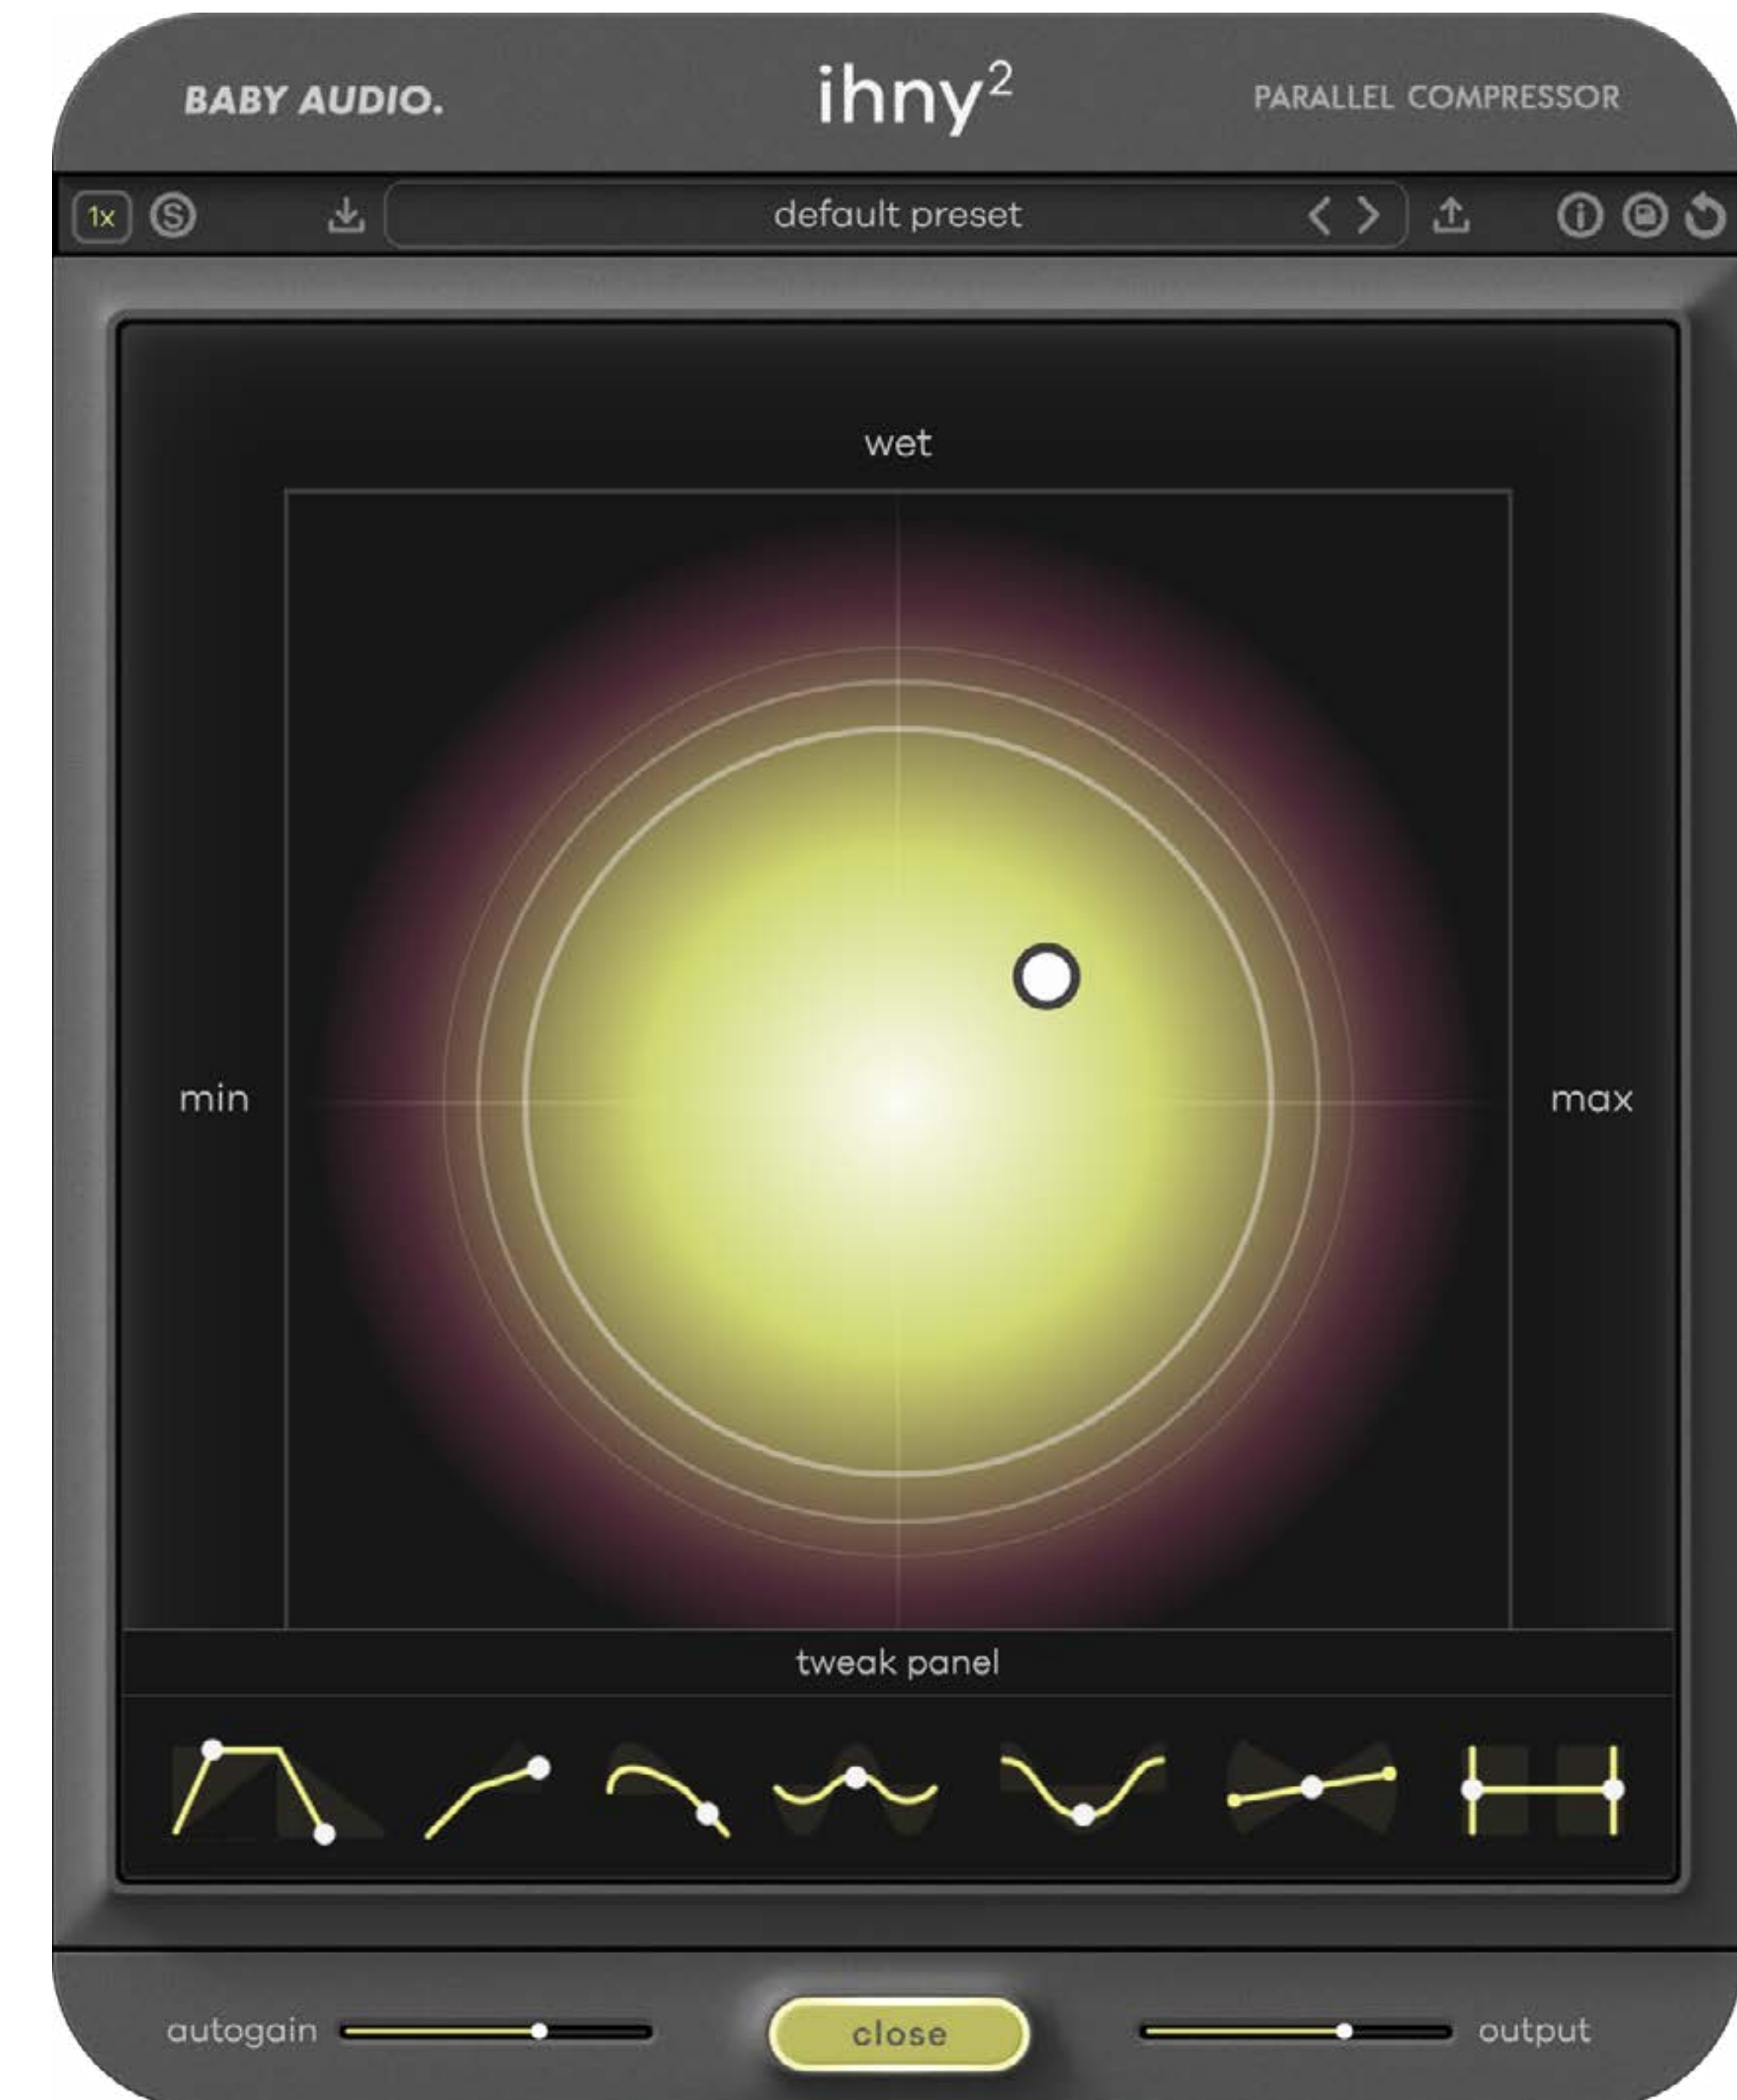 BABY AUDIO.
ihny²
PARALLEL COMPRESSOR
1x
S
default preset
wet
min
max
tweak panel
autogain
close
output